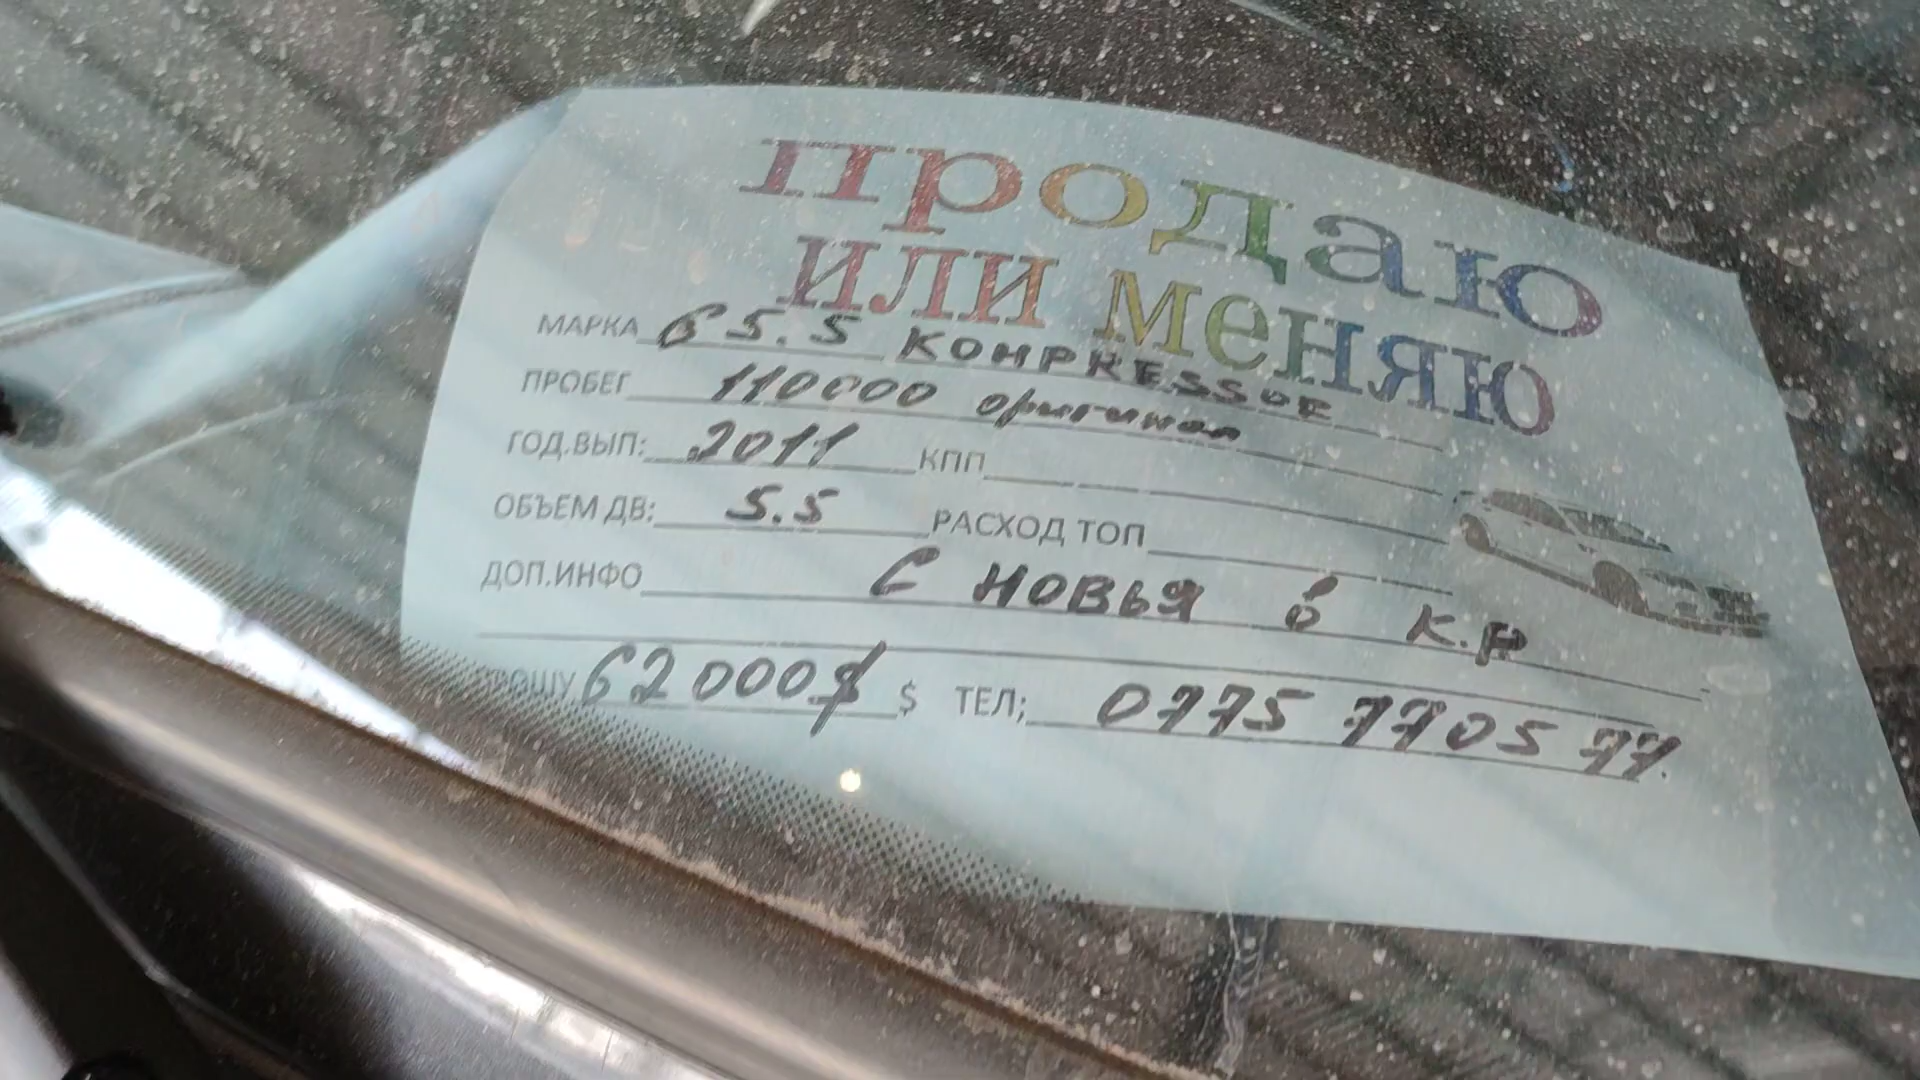 продаю
или меняю
МАРКА G 5.5 KOMPRESSOR
ПРОБЕГ 110000 оригинал
ГОД.ВЫП: 2011 КПП
ОБЪЕМ ДВ: 5.5 РАСХОД ТОП
ДОП.ИНФО С НОВЬЯ в К.Р
ПРОШУ 62000$ $ ТЕЛ; 0775 7705 77.